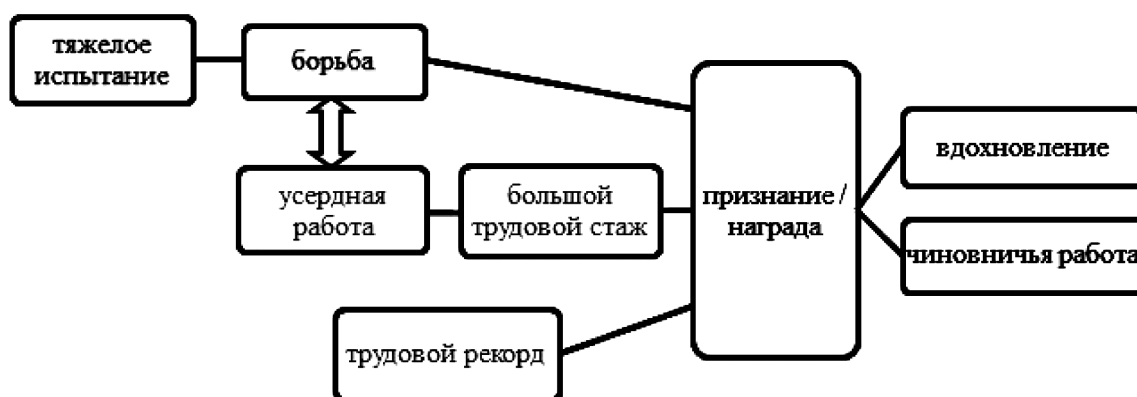 тяжелое
испытание
борьба
усердная
работа
большой
трудовой стаж
трудовой рекорд
признание /
награда
вдохновление
чиновничья работа